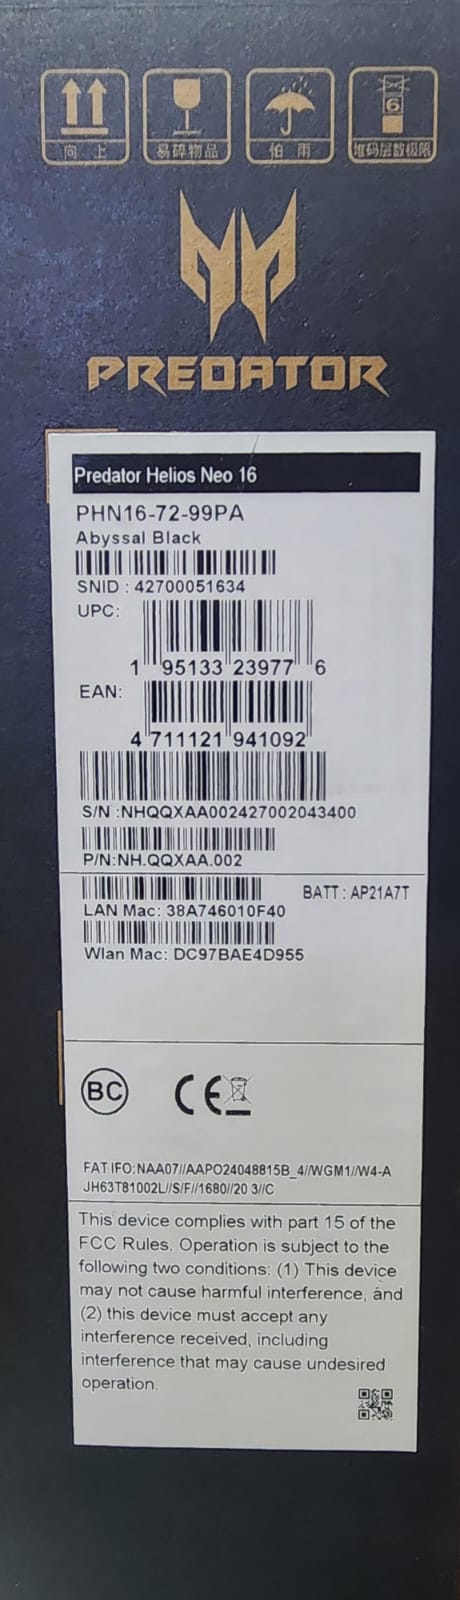 6
向 上
易碎物品
怕 雨
堆码层数极限
PREDATOR
Predator Helios Neo 16
PHN16-72-99PA
Abyssal Black
SNID : 42700051634
UPC:
1 95133 23977 6
EAN:
4 711121 941092
S/N :NHQQXAA002427002043400
P/N:NH.QQXAA.002
BATT : AP21A7T
LAN Mac: 38A746010F40
Wlan Mac: DC97BAE4D955
BC CE
FAT IFO:NAA07//AAPO24048815B_4//WGM1//W4-A
JH63T81002L//S/F//1680//20 3//C
This device complies with part 15 of the
FCC Rules. Operation is subject to the
following two conditions: (1) This device
may not cause harmful interference, and
(2) this device must accept any
interference received, including
interference that may cause undesired
operation.